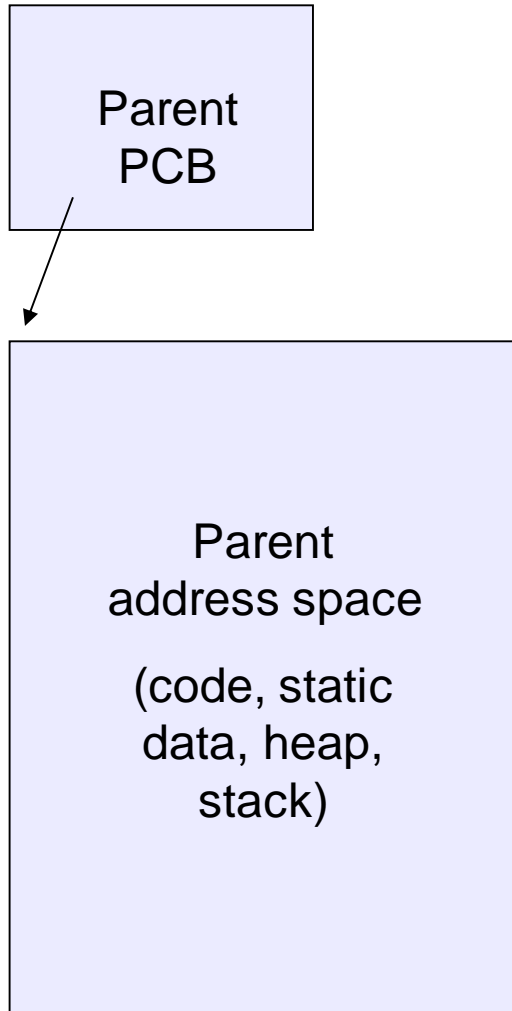 Parent
PCB
Parent
address space
(code, static
data, heap,
stack)